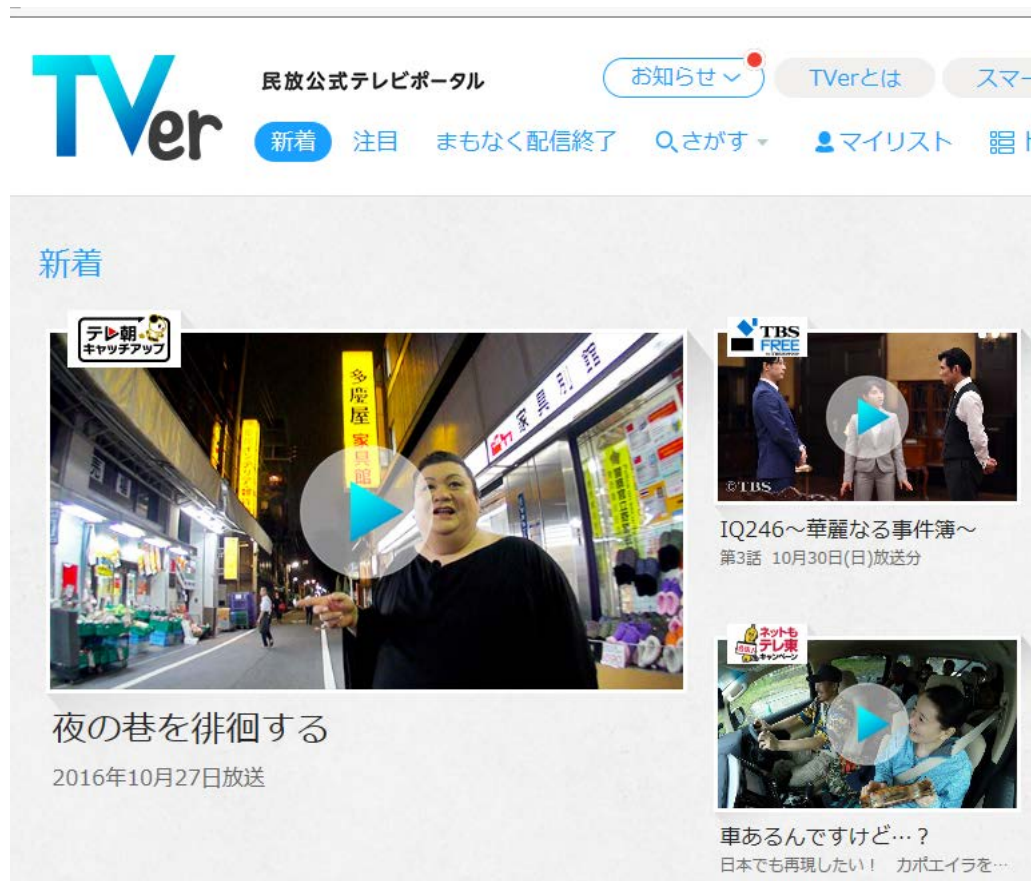 TVer
民放公式テレビポータル
お知らせ
TVerとは
スマー
新着
注目
まもなく配信終了
さがす
マイリスト
新着
テレ朝
キャッチアップ
多慶屋 家具館
家具別館
夜の巷を徘徊する
2016年10月27日放送
TBS
FREE
©TBS
IQ246～華麗なる事件簿～
第3話 10月30日(日)放送分
ネットも
テレ東
キャンペーン
車あるんですけど…？
日本でも再現したい！ カポエイラを…